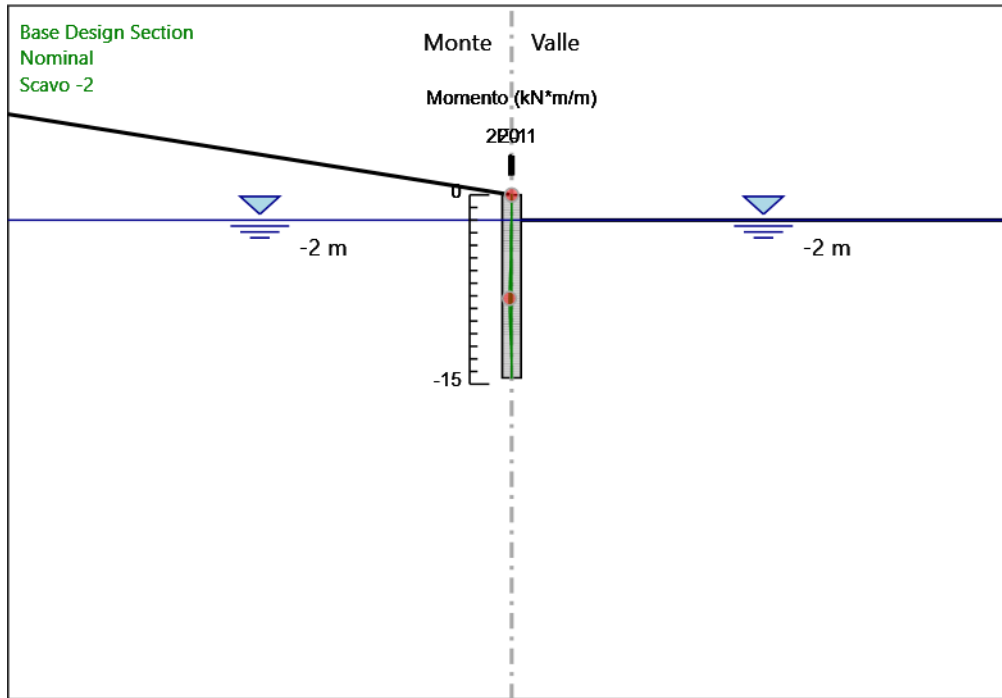 Base Design Section
Nominal
Scavo -2
Monte
Valle
Momento (kN*m/m)
0
-2 m
-2 m
-15